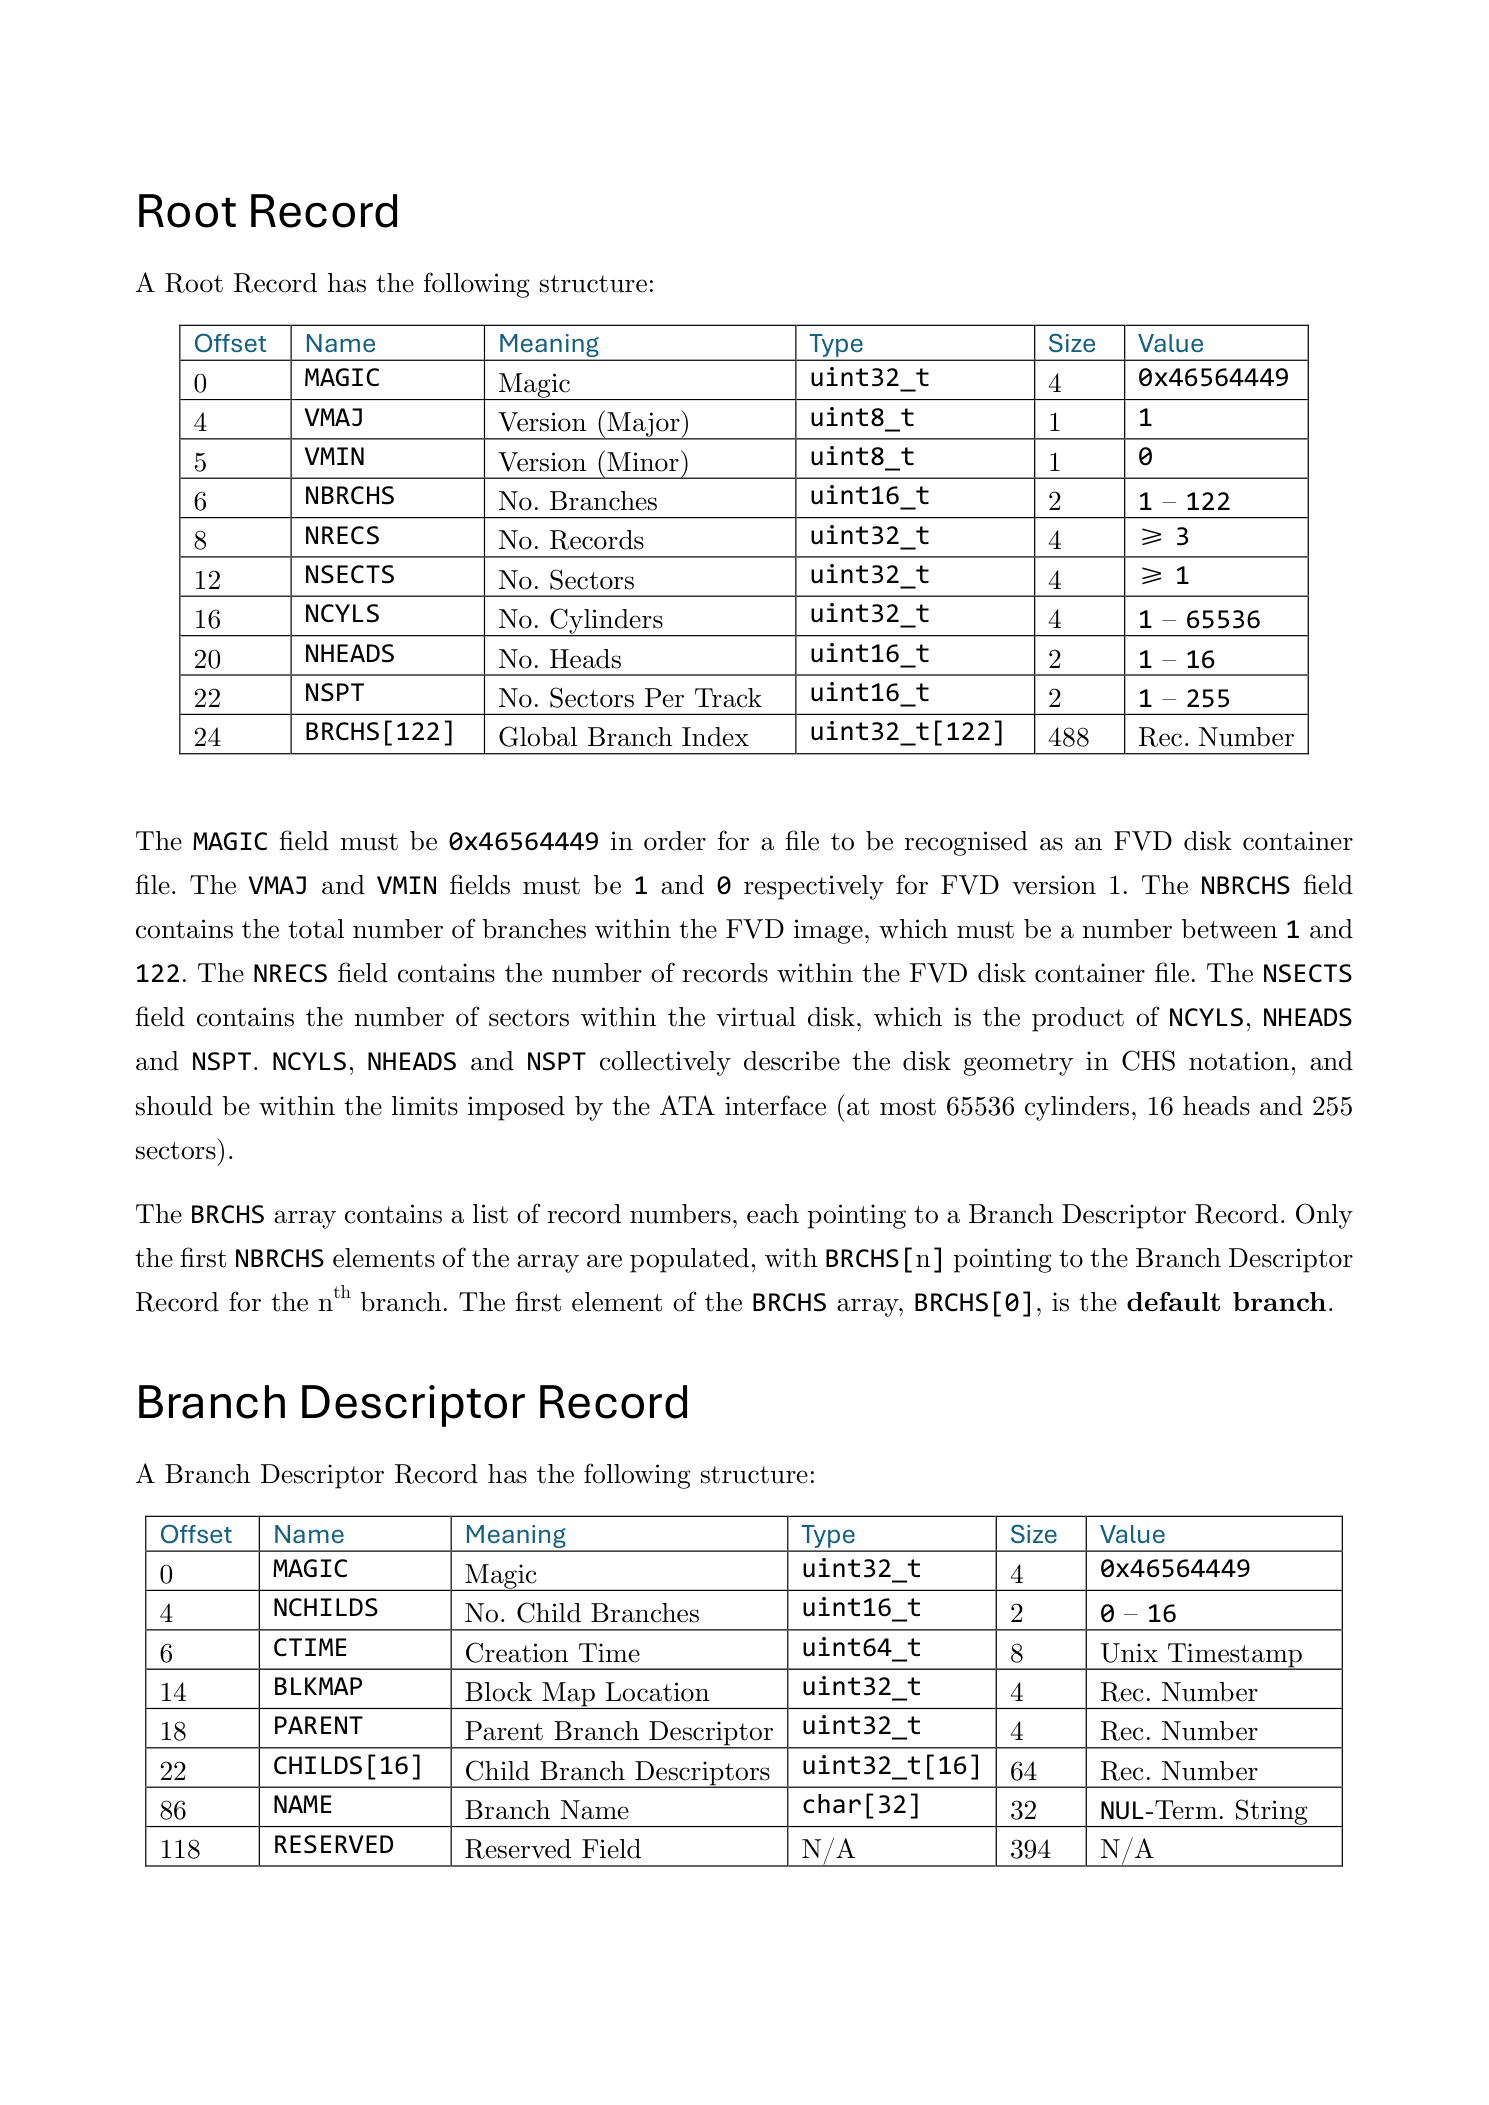 Root Record
A Root Record has the following structure:
Offset Name Meaning Type Size Value
0 MAGIC Magic uint32_t 4 0x46564449
4 VMAJ Version (Major) uint8_t 1 1
5 VMIN Version (Minor) uint8_t 1 0
6 NBRCHS No. Branches uint16_t 2 1 – 122
8 NRECS No. Records uint32_t 4 ⩾ 3
12 NSECTS No. Sectors uint32_t 4 ⩾ 1
16 NCYLS No. Cylinders uint32_t 4 1 – 65536
20 NHEADS No. Heads uint16_t 2 1 – 16
22 NSPT No. Sectors Per Track uint16_t 2 1 – 255
24 BRCHS[122] Global Branch Index uint32_t[122] 488 Rec. Number
The MAGIC field must be 0x46564449 in order for a file to be recognised as an FVD disk container
file. The VMAJ and VMIN fields must be 1 and 0 respectively for FVD version 1. The NBRCHS field
contains the total number of branches within the FVD image, which must be a number between 1 and
122. The NRECS field contains the number of records within the FVD disk container file. The NSECTS
field contains the number of sectors within the virtual disk, which is the product of NCYLS, NHEADS
and NSPT. NCYLS, NHEADS and NSPT collectively describe the disk geometry in CHS notation, and
should be within the limits imposed by the ATA interface (at most 65536 cylinders, 16 heads and 255
sectors).
The BRCHS array contains a list of record numbers, each pointing to a Branch Descriptor Record. Only
the first NBRCHS elements of the array are populated, with BRCHS[n] pointing to the Branch Descriptor
Record for the nth branch. The first element of the BRCHS array, BRCHS[0], is the default branch.
Branch Descriptor Record
A Branch Descriptor Record has the following structure:
Offset Name Meaning Type Size Value
0 MAGIC Magic uint32_t 4 0x46564449
4 NCHILDS No. Child Branches uint16_t 2 0 – 16
6 CTIME Creation Time uint64_t 8 Unix Timestamp
14 BLKMAP Block Map Location uint32_t 4 Rec. Number
18 PARENT Parent Branch Descriptor uint32_t 4 Rec. Number
22 CHILDS[16] Child Branch Descriptors uint32_t[16] 64 Rec. Number
86 NAME Branch Name char[32] 32 NUL-Term. String
118 RESERVED Reserved Field N/A 394 N/A